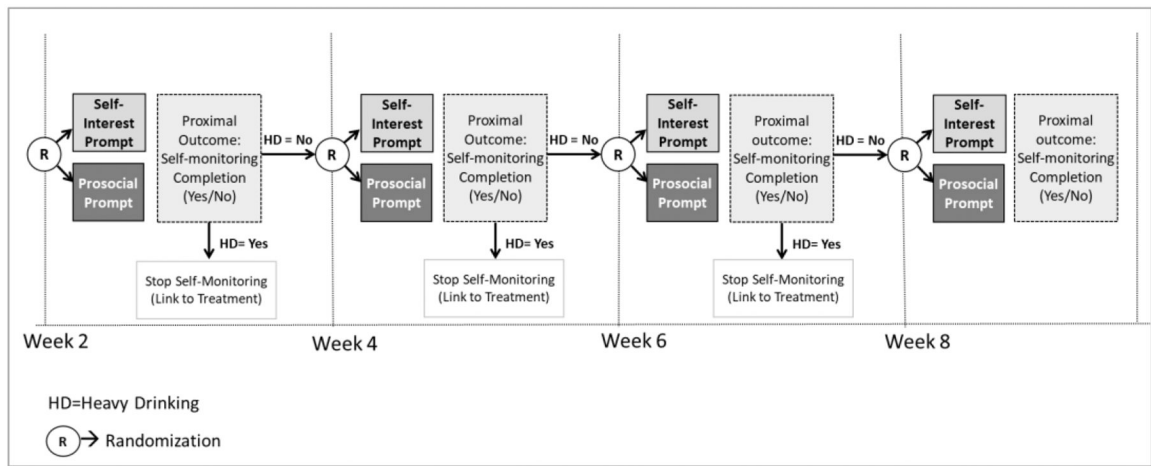 Self-
Interest
Prompt
Proximal
Outcome:
Self-monitoring
Completion
(Yes/No)
HD = No
R
Prosocial
Prompt
HD= Yes
Stop Self-Monitoring
(Link to Treatment)
Self-
Interest
Prompt
Proximal
Outcome:
Self-monitoring
Completion
(Yes/No)
HD = No
R
Prosocial
Prompt
HD= Yes
Stop Self-Monitoring
(Link to Treatment)
Self-
Interest
Prompt
Proximal
outcome:
Self-monitoring
Completion
(Yes/No)
HD = No
R
Prosocial
Prompt
HD= Yes
Stop Self-Monitoring
(Link to Treatment)
Self-
Interest
Prompt
Proximal
outcome:
Self-monitoring
Completion
(Yes/No)
R
Prosocial
Prompt
Week 2
Week 4
Week 6
Week 8
HD=Heavy Drinking
R → Randomization